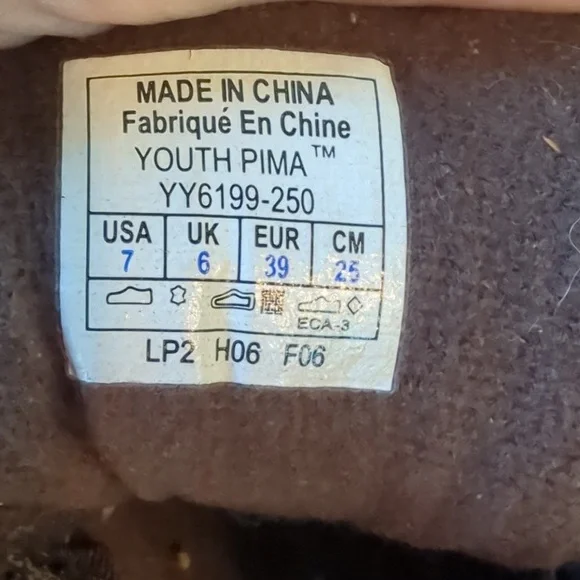 MADE IN CHINA
Fabriqué En Chine
YOUTH PIMA™
YY6199-250
USA UK EUR CM
7 6 39 25
ECA-3
LP2 H06 F06